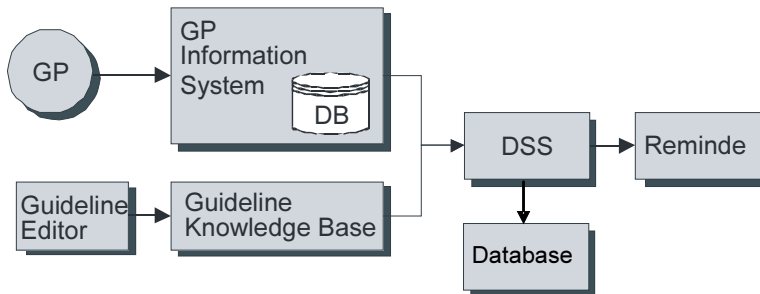 GP
GP
Information
System
DB
DSS
Reminde
Guideline
Editor
Guideline
Knowledge Base
Database